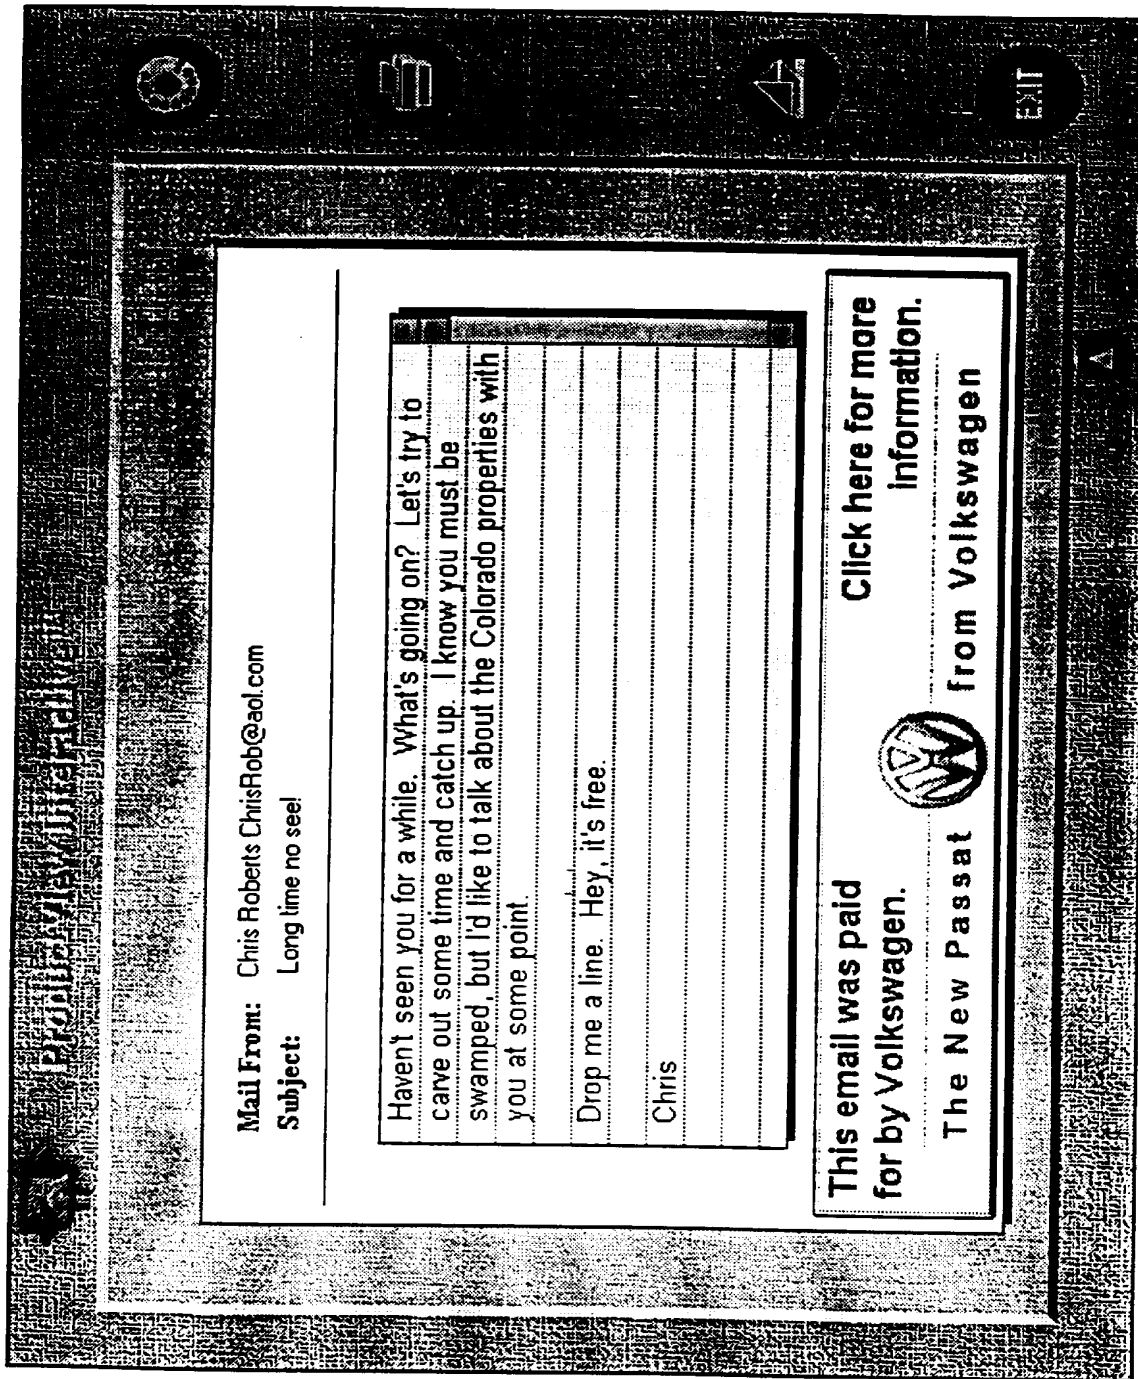 Mail From: Chris Roberts ChrisRob@aol.com
Subject: Long time no see!
Haven't seen you for a while. What's going on? Let's try to
carve out some time and catch up. I know you must be
swamped, but I'd like to talk about the Colorado properties with
you at some point.
Drop me a line. Hey, it's free.
Chris
This email was paid
for by Volkswagen.
Click here for more
information.
The New Passat from Volkswagen
EXIT